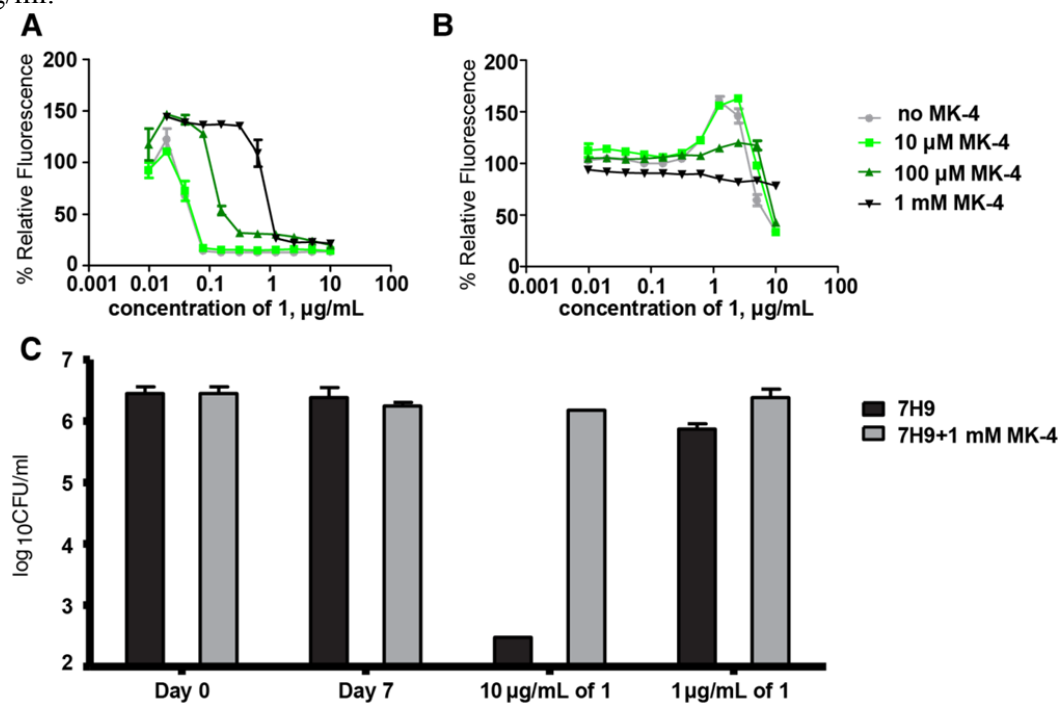 A
B
200
150
100
50
0
% Relative Fluorescence
0.001 0.01 0.1 1 10 100
concentration of 1, µg/mL
200
150
100
50
0
% Relative Fluorescence
0.001 0.01 0.1 1 10 100
concentration of 1, µg/mL
no MK-4
10 µM MK-4
100 µM MK-4
1 mM MK-4
C
7
6
5
4
3
2
log10CFU/ml
Day 0 Day 7 10 µg/mL of 1 1µg/mL of 1
7H9
7H9+1 mM MK-4